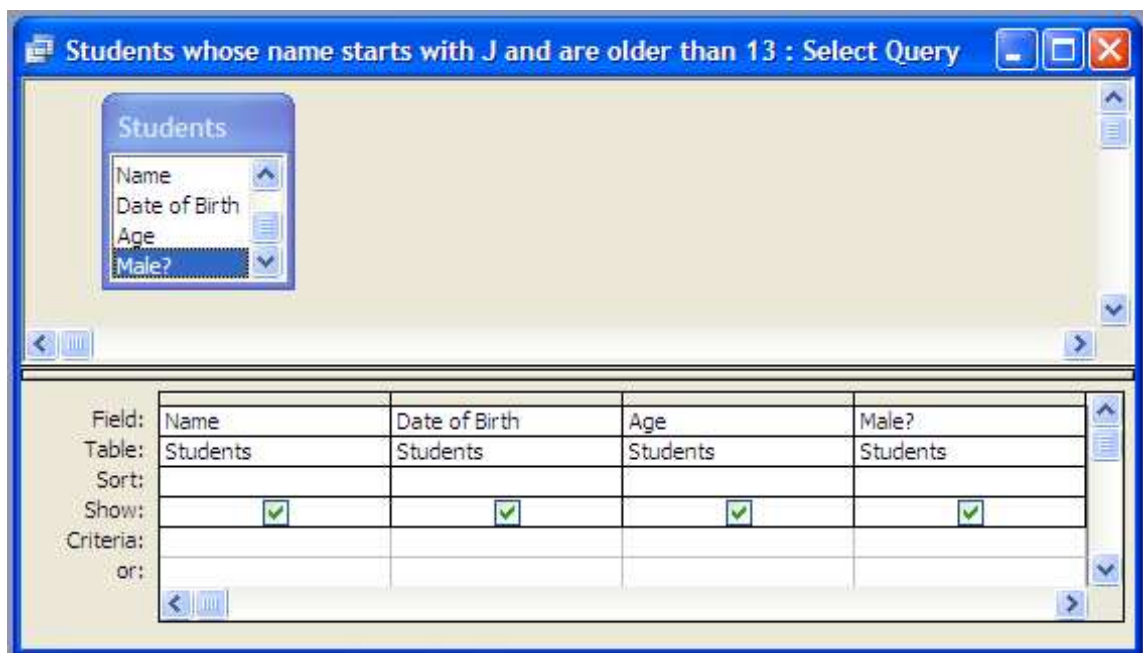 Students whose name starts with J and are older than 13 : Select Query
Students
Name
Date of Birth
Age
Male?
Field: Name Date of Birth Age Male?
Table: Students Students Students Students
Sort:
Show:
Criteria:
or: